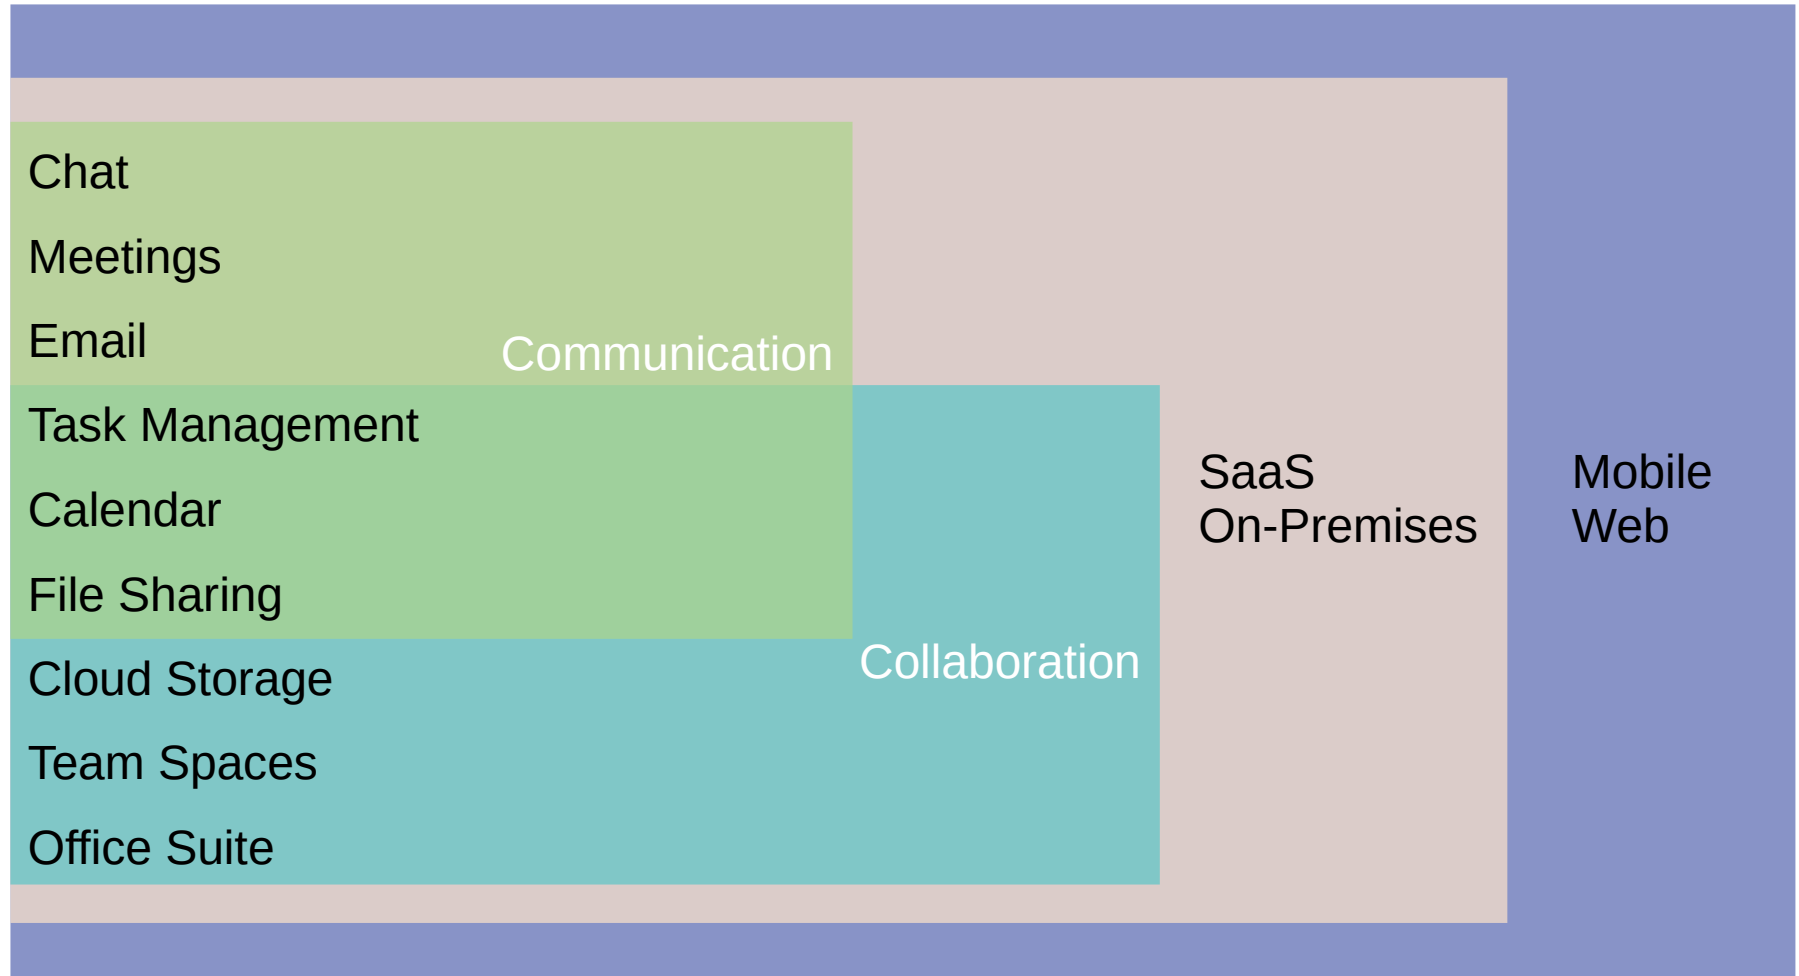 Chat
Meetings
Email
Communication
Task Management
Calendar
File Sharing
Cloud Storage
Team Spaces
Office Suite
Collaboration
SaaS
On-Premises
Mobile
Web